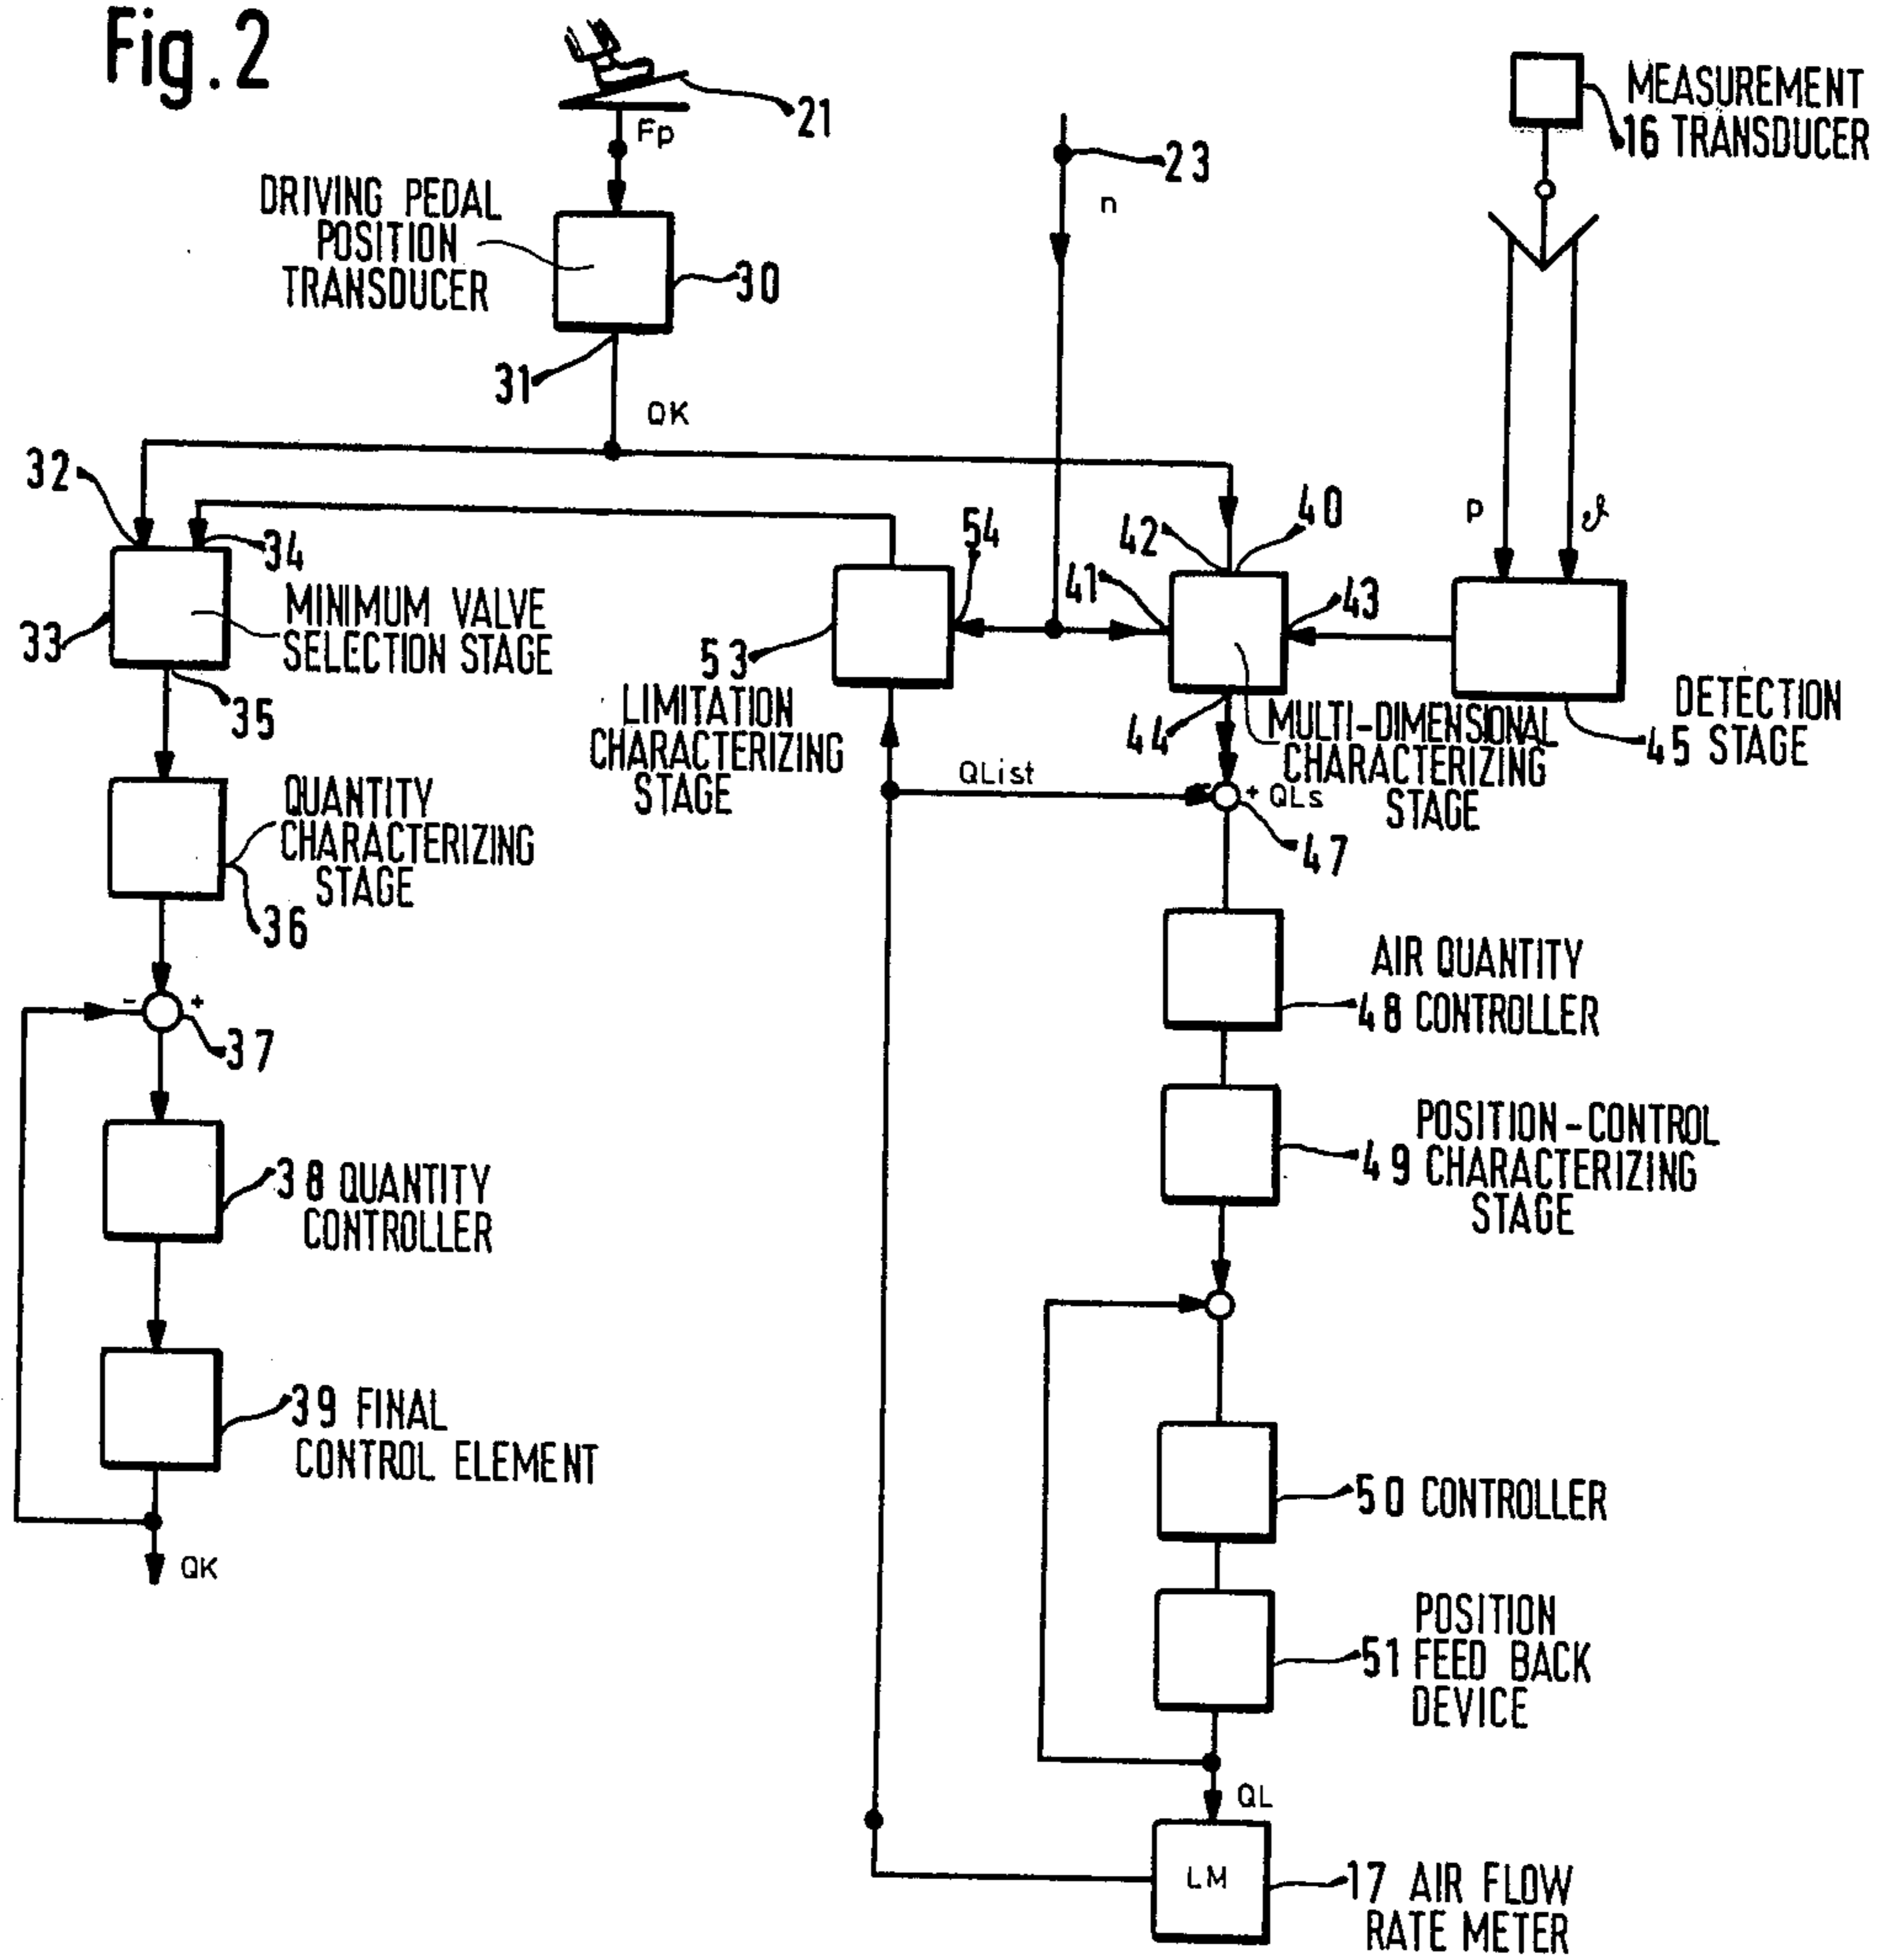 Fig. 2
21
Fp
MEASUREMENT
16 TRANSDUCER
23
n
DRIVING PEDAL
POSITION
TRANSDUCER
30
31
QK
32
34
54
42
40
p
ϑ
33
MINIMUM VALVE
SELECTION STAGE
41
43
35
53
LIMITATION
CHARACTERIZING
STAGE
44
MULTI-DIMENSIONAL
CHARACTERIZING
STAGE
DETECTION
45 STAGE
QUANTITY
CHARACTERIZING
STAGE
36
QList
- + QLs
47
- +
37
AIR QUANTITY
48 CONTROLLER
38 QUANTITY
CONTROLLER
POSITION-CONTROL
49 CHARACTERIZING
STAGE
39 FINAL
CONTROL ELEMENT
QK
50 CONTROLLER
POSITION
51 FEED BACK
DEVICE
QL
LM
17 AIR FLOW
RATE METER